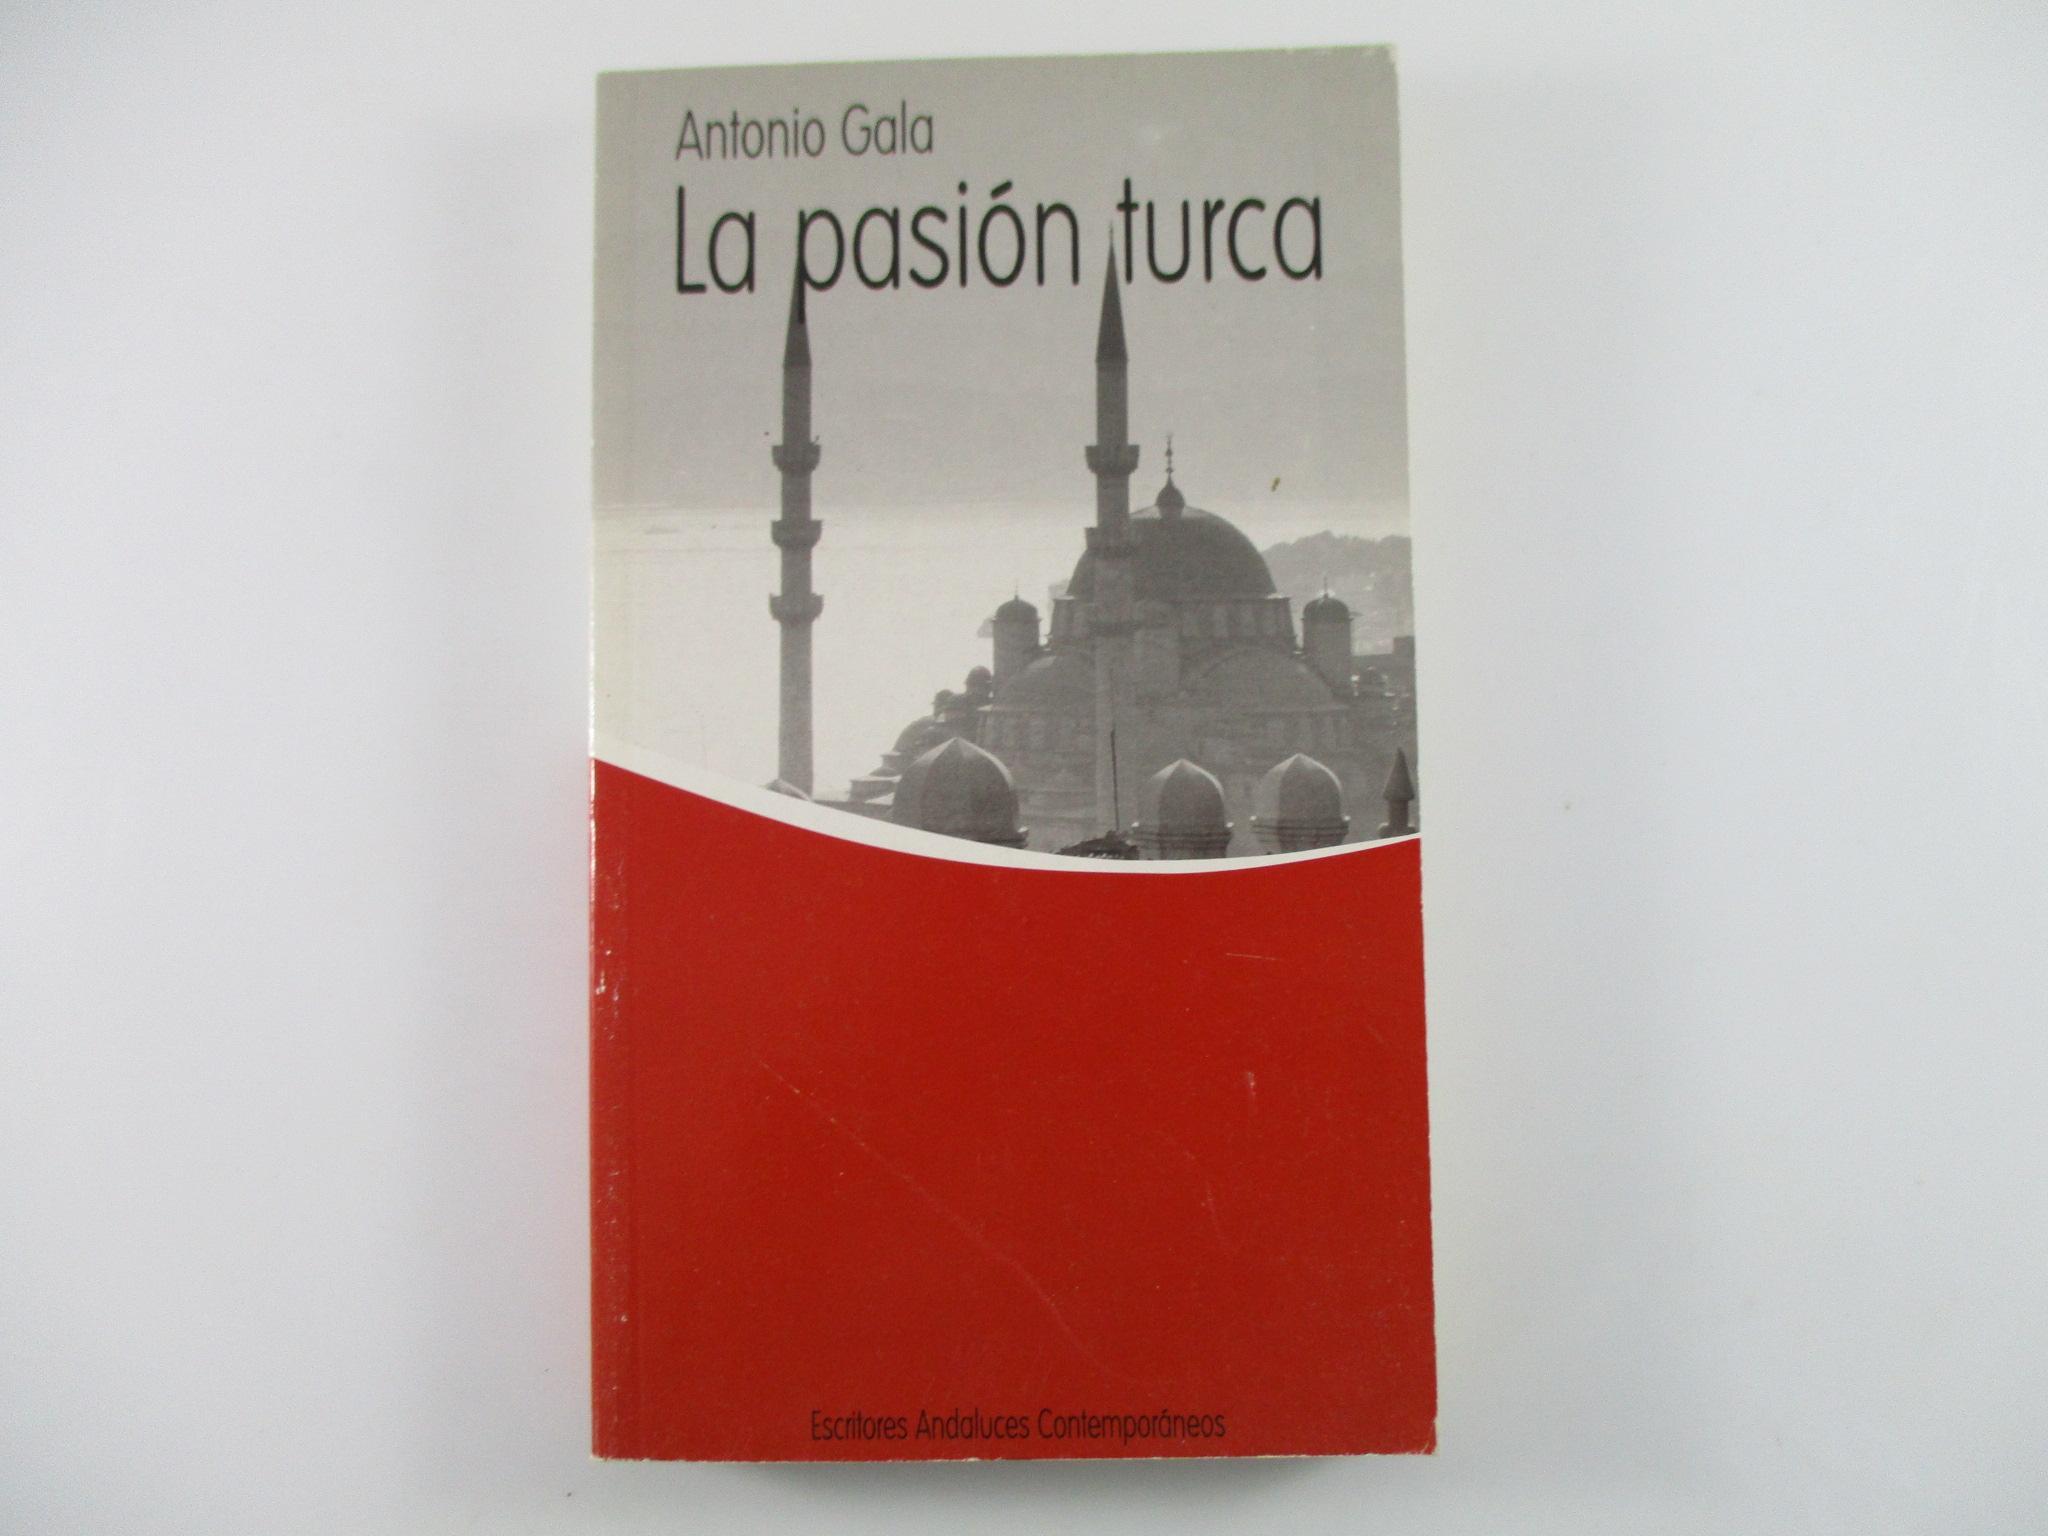 Antonio Gala
La pasión turca
Escritores Andaluces Contemporáneos